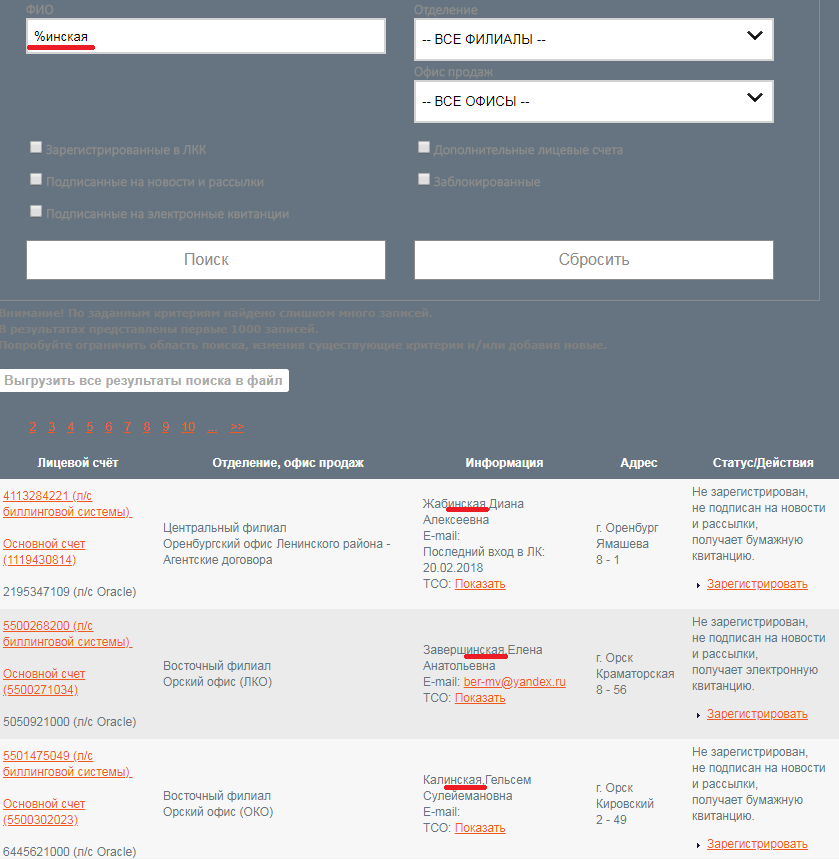 ФИО
Отделение
%инская
-- ВСЕ ФИЛИАЛЫ --
Офис продаж
-- ВСЕ ОФИСЫ --
Зарегистрированные в ЛКК
Дополнительные лицевые счета
Подписанные на новости и рассылки
Заблокированные
Подписанные на электронные квитанции
Поиск
Сбросить
Внимание! По заданным критериям найдено слишком много записей.
В результатах представлены первые 1000 записей.
Попробуйте ограничить область поиска, изменив существующие критерии и/или добавив новые.
Выгрузить все результаты поиска в файл
2 3 4 5 6 7 8 9 10 ... >>
Лицевой счёт
Отделение, офис продаж
Информация
Адрес
Статус/Действия
4113284221 (л/с
биллинговой системы)
Основной счет
(1119430814)
2195347109 (л/с Oracle)
Центральный филиал
Оренбургский офис Ленинского района -
Агентские договора
Жабинская Диана
Алексеевна
E-mail:
Последний вход в ЛК:
20.02.2018
ТСО: Показать
г. Оренбург
Ямашева
8 - 1
Не зарегистрирован,
не подписан на новости
и рассылки,
получает бумажную
квитанцию.
Зарегистрировать
5500268200 (л/с
биллинговой системы)
Основной счет
(5500271034)
5050921000 (л/с Oracle)
Восточный филиал
Орский офис (ЛКО)
Завершинская Елена
Анатольевна
E-mail: ber-mv@yandex.ru
ТСО: Показать
г. Орск
Краматорская
8 - 56
Не зарегистрирован,
не подписан на новости
и рассылки,
получает электронную
квитанцию.
Зарегистрировать
5501475049 (л/с
биллинговой системы)
Основной счет
(5500302023)
6445621000 (л/с Oracle)
Восточный филиал
Орский офис (ОКО)
Калинская Гельсем
Сулейемановна
E-mail:
ТСО: Показать
г. Орск
Кировский
2 - 49
Не зарегистрирован,
не подписан на новости
и рассылки,
получает бумажную
квитанцию.
Зарегистрировать